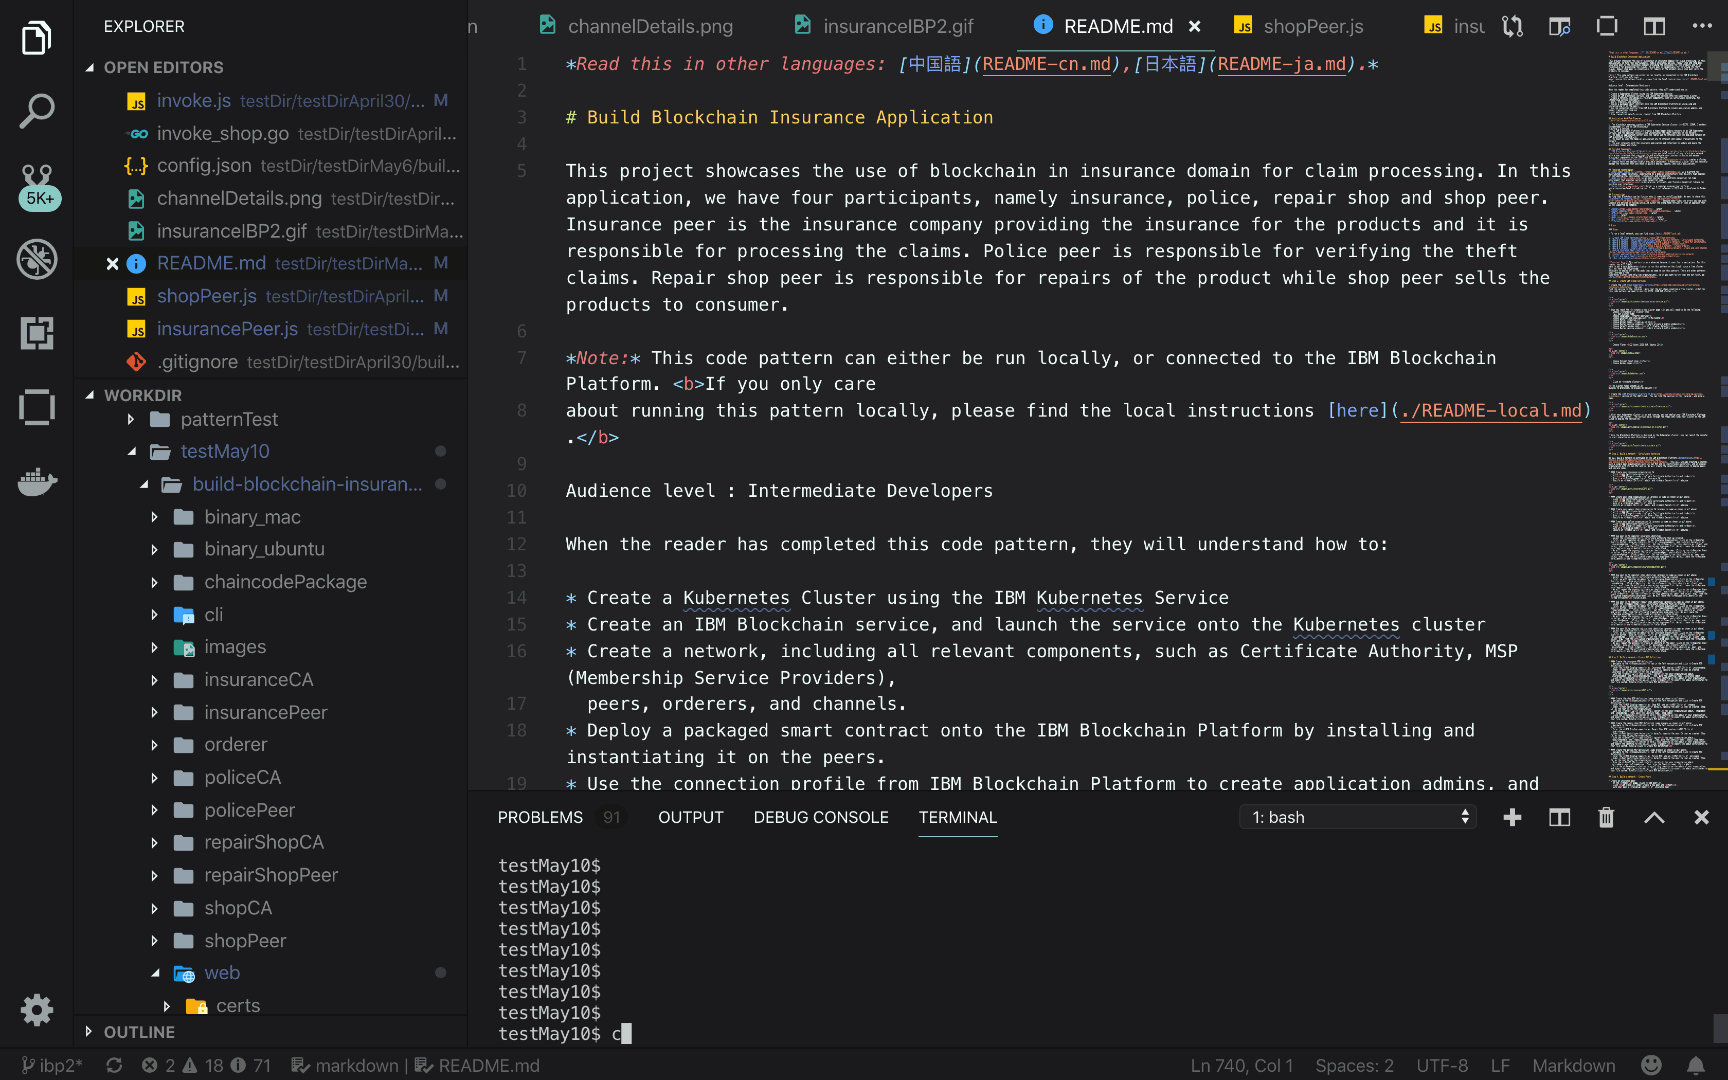 EXPLORER
OPEN EDITORS
invoke.js testDir/testDirApril30/... M
invoke_shop.go testDir/testDirApril...
config.json testDir/testDirMay6/buil...
channelDetails.png testDir/testDir...
insuranceIBP2.gif testDir/testDirMa...
README.md testDir/testDirMa... M
shopPeer.js testDir/testDirApril... M
insurancePeer.js testDir/testDi... M
.gitignore testDir/testDirApril30/buil...
5K+
WORKDIR
patternTest
testMay10
build-blockchain-insuran...
binary_mac
binary_ubuntu
chaincodePackage
cli
images
insuranceCA
insurancePeer
orderer
policeCA
policePeer
repairShopCA
repairShopPeer
shopCA
shopPeer
web
certs
OUTLINE
n channelDetails.png insuranceIBP2.gif README.md shopPeer.js insu
1 *Read this in other languages: [中国語](README-cn.md),[日本語](README-ja.md).*
2
3 # Build Blockchain Insurance Application
4
5 This project showcases the use of blockchain in insurance domain for claim processing. In this
application, we have four participants, namely insurance, police, repair shop and shop peer.
Insurance peer is the insurance company providing the insurance for the products and it is
responsible for processing the claims. Police peer is responsible for verifying the theft
claims. Repair shop peer is responsible for repairs of the product while shop peer sells the
products to consumer.
6
7 *Note:* This code pattern can either be run locally, or connected to the IBM Blockchain
Platform. <b>If you only care
8 about running this pattern locally, please find the local instructions [here](./README-local.md)
.</b>
9
10 Audience level : Intermediate Developers
11
12 When the reader has completed this code pattern, they will understand how to:
13
14 * Create a Kubernetes Cluster using the IBM Kubernetes Service
15 * Create an IBM Blockchain service, and launch the service onto the Kubernetes cluster
16 * Create a network, including all relevant components, such as Certificate Authority, MSP
(Membership Service Providers),
17 peers, orderers, and channels.
18 * Deploy a packaged smart contract onto the IBM Blockchain Platform by installing and
instantiating it on the peers.
19 * Use the connection profile from IBM Blockchain Platform to create application admins, and
PROBLEMS 91 OUTPUT DEBUG CONSOLE TERMINAL 1: bash
testMay10$
testMay10$
testMay10$
testMay10$
testMay10$
testMay10$
testMay10$
testMay10$
testMay10$ c
ibp2* 2 18 71 markdown | README.md Ln 740, Col 1 Spaces: 2 UTF-8 LF Markdown